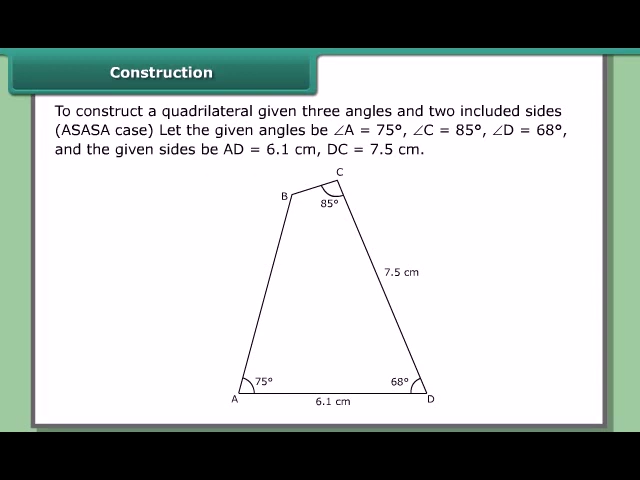 Construction
To construct a quadrilateral given three angles and two included sides
(ASASA case) Let the given angles be ∠A = 75°, ∠C = 85°, ∠D = 68°,
and the given sides be AD = 6.1 cm, DC = 7.5 cm.
C
B
85°
7.5 cm
75°
68°
A
6.1 cm
D